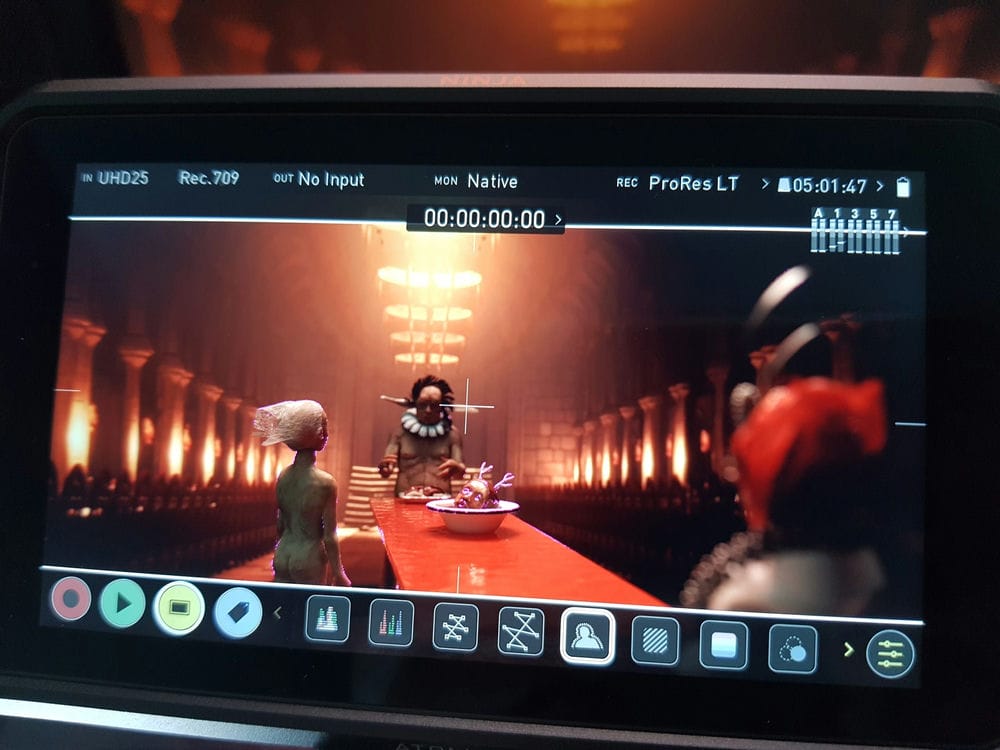 NINJA
IN UHD25 Rec.709 OUT No Input MON Native REC ProRes LT > 05:01:47 >
00:00:00:00 >
A 1 3 5 7